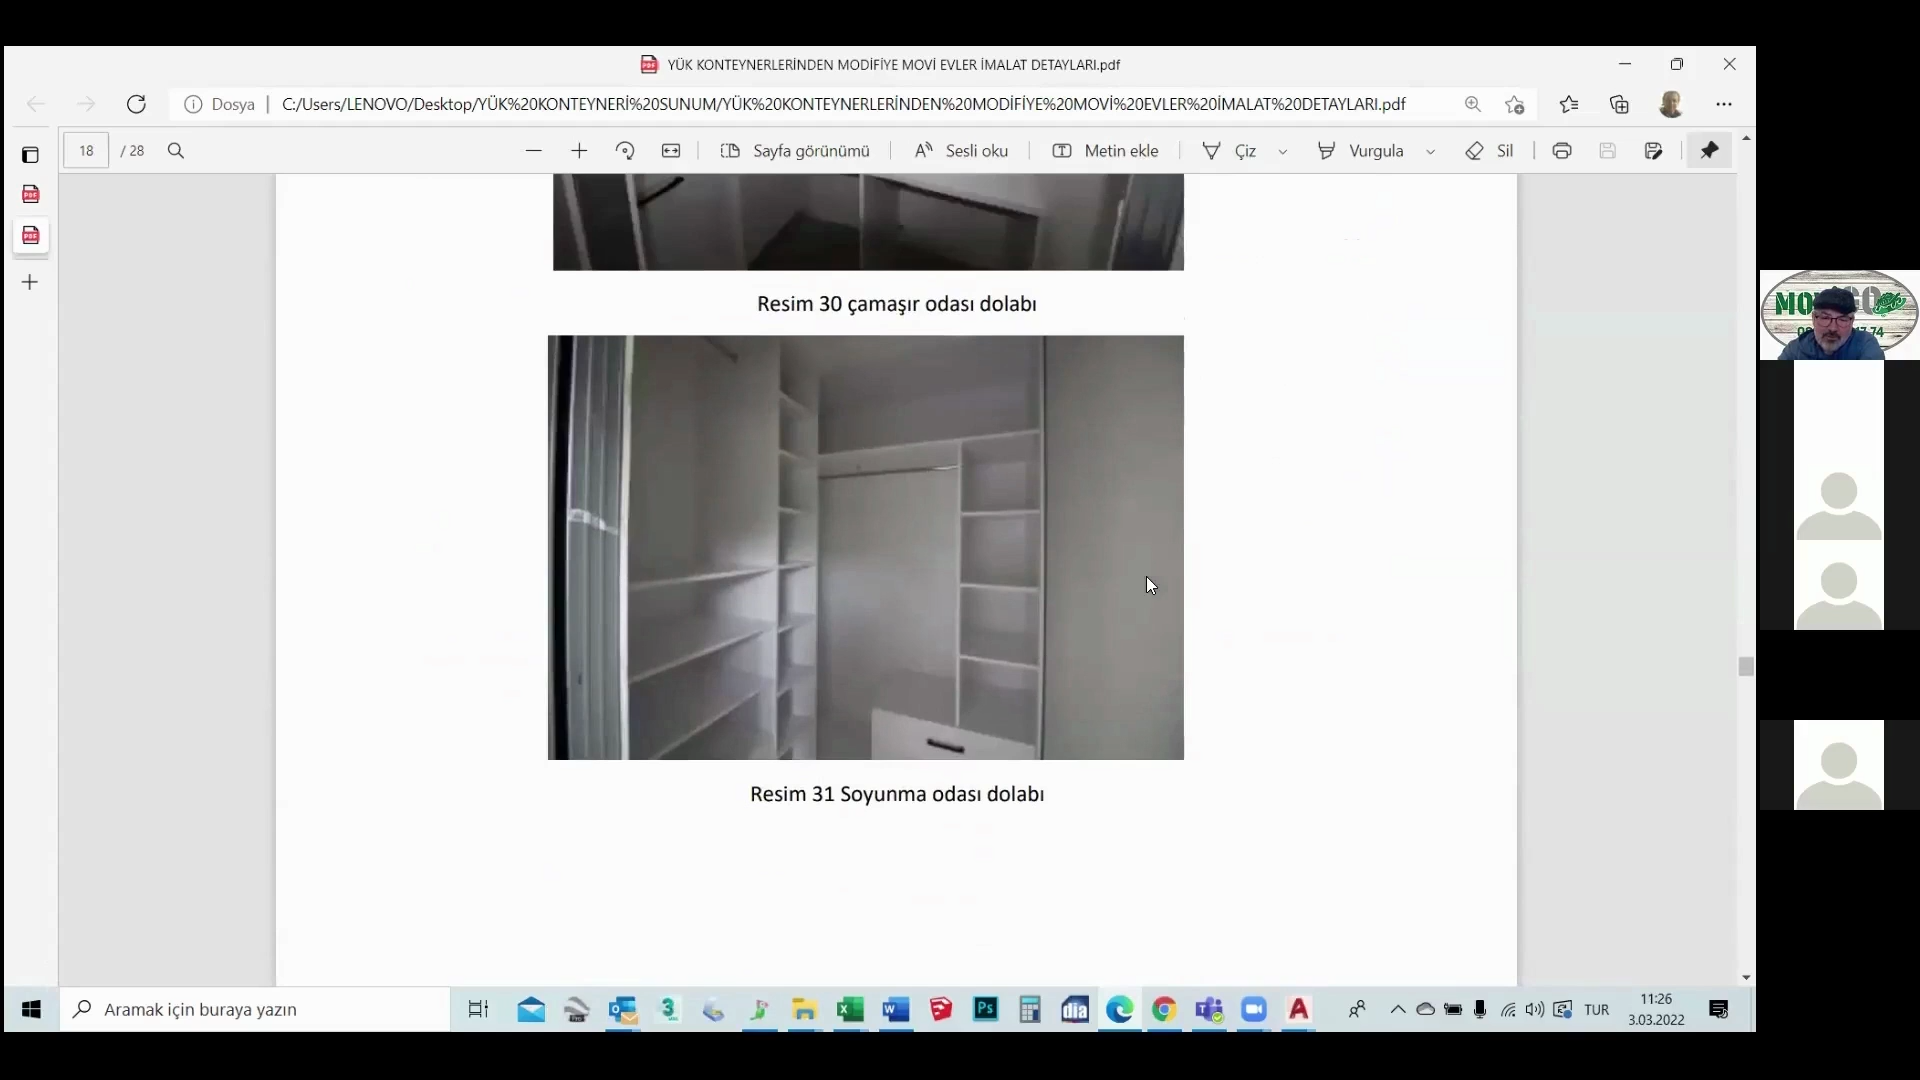 YÜK KONTEYNERLERİNDEN MODİFİYE MOVİ EVLER İMALAT DETAYLARI.pdf
Dosya
C:/Users/LENOVO/Desktop/YÜK%20KONTEYNERİ%20SUNUM/YÜK%20KONTEYNERLERİNDEN%20MODİFİYE%20MOVİ%20EVLER%20İMALAT%20DETAYLARI.pdf
18 / 28
Sayfa görünümü
Sesli oku
Metin ekle
Çiz
Vurgula
Sil
Resim 30 çamaşır odası dolabı
Resim 31 Soyunma odası dolabı
Aramak için buraya yazın
dia
Ps
TUR
11:26
3.03.2022